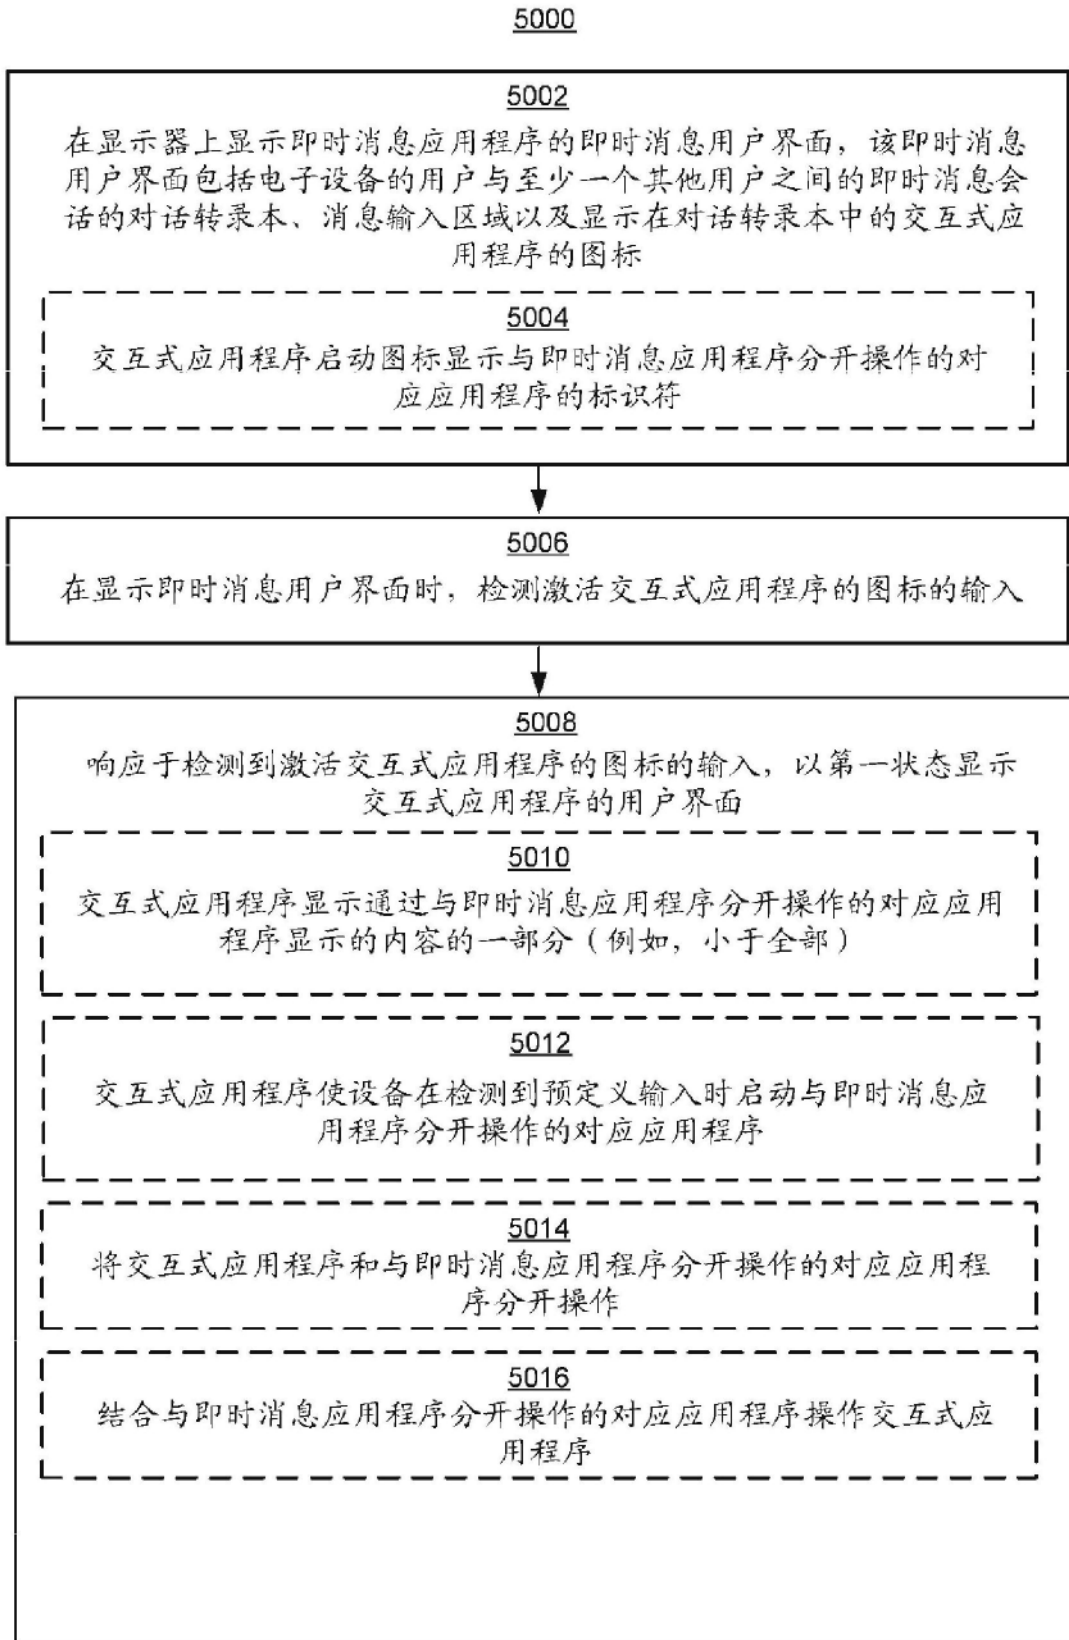 5000
5002
在显示器上显示即时消息应用程序的即时消息用户界面，该即时消息
用户界面包括电子设备的用户与至少一个其他用户之间的即时消息会
话的对话转录本、消息输入区域以及显示在对话转录本中的交互式应
用程序的图标
5004
交互式应用程序启动图标显示与即时消息应用程序分开操作的对
应应用程序的标识符
5006
在显示即时消息用户界面时，检测激活交互式应用程序的图标的输入
5008
响应于检测到激活交互式应用程序的图标的输入，以第一状态显示
交互式应用程序的用户界面
5010
交互式应用程序显示通过与即时消息应用程序分开操作的对应应用
程序显示的内容的一部分（例如，小于全部）
5012
交互式应用程序使设备在检测到预定义输入时启动与即时消息应
用程序分开操作的对应应用程序
5014
将交互式应用程序和与即时消息应用程序分开操作的对应应用程
序分开操作
5016
结合与即时消息应用程序分开操作的对应应用程序操作交互式应
用程序